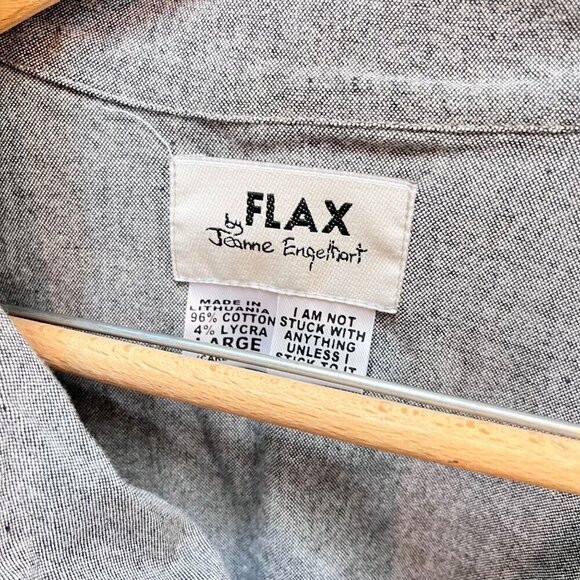 FLAX
by
Jeanne Engelhart
MADE IN
LITHUANIA
96% COTTON
4% LYCRA
LARGE
I AM NOT
STUCK WITH
ANYTHING
UNLESS I
STICK TO IT